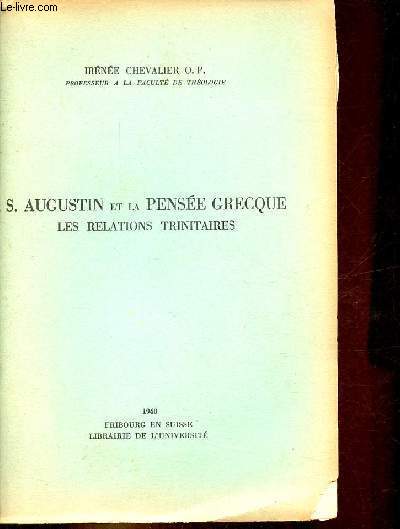 Le-livre.com
IRÉNÉE CHEVALIER O. P.
PROFESSEUR A LA FACULTÉ DE THÉOLOGIE
S. AUGUSTIN ET LA PENSÉE GRECQUE
LES RELATIONS TRINITAIRES
1940
FRIBOURG EN SUISSE
LIBRAIRIE DE L'UNIVERSITÉ